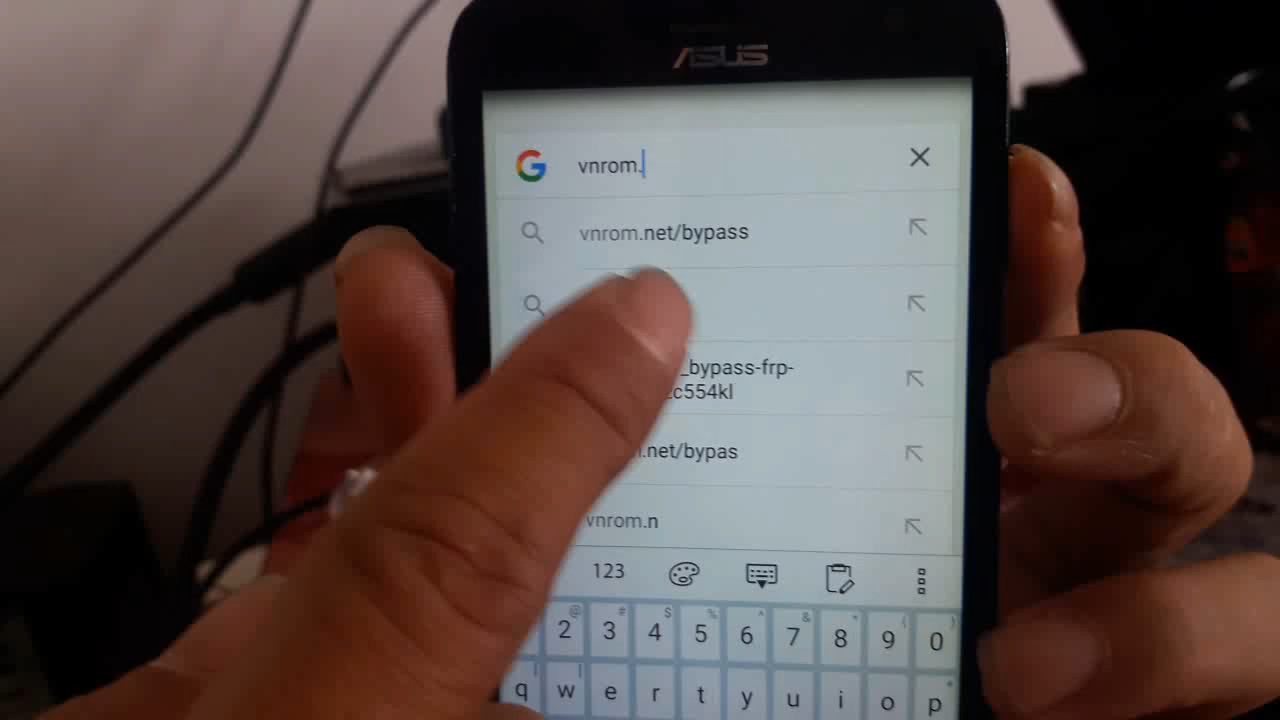 ASUS
vnrom.
vnrom.net/bypass
_bypass-frp-
c554kl
.net/bypas
vnrom.n
123
@ # $ % ^ & * ( )
2 3 4 5 6 7 8 9 0
q w e r t y u i o p